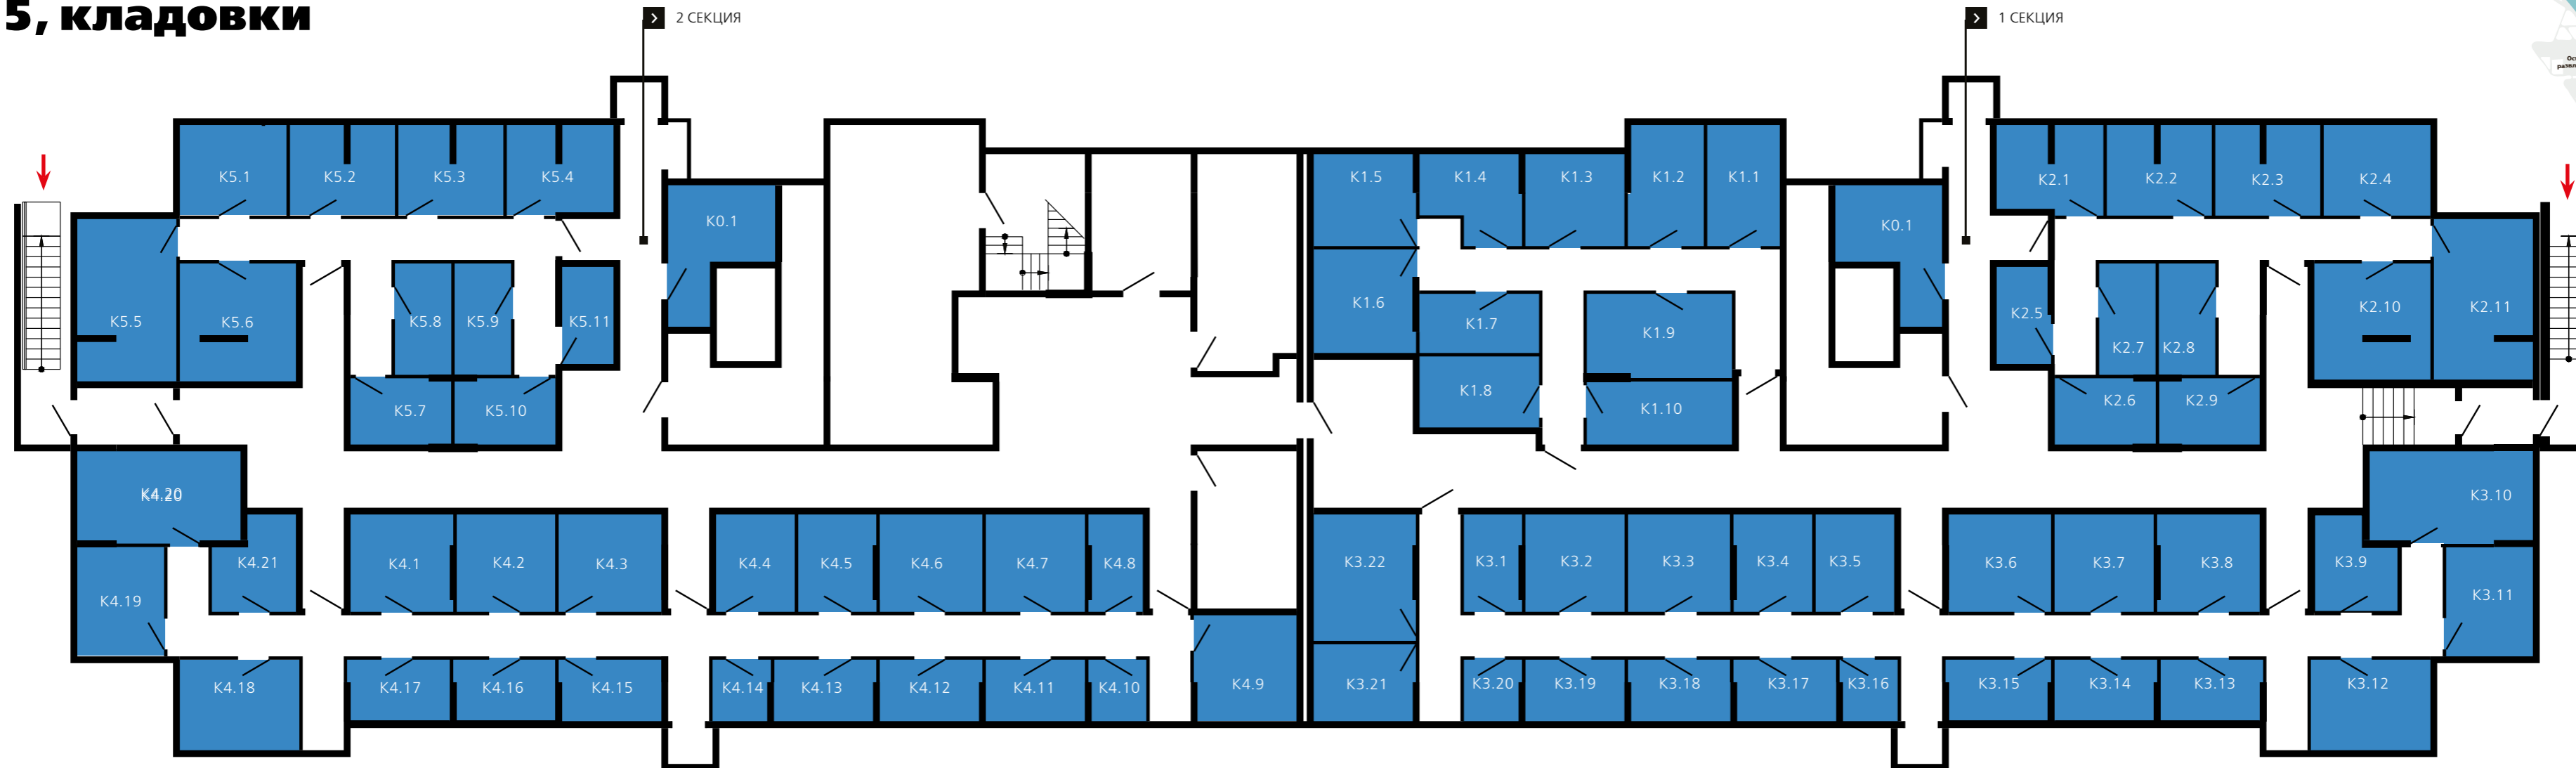 5, кладовки
2 СЕКЦИЯ
1 СЕКЦИЯ
К5.1 К5.2 К5.3 К5.4
К0.1
К1.5 К1.4 К1.3 К1.2 К1.1
К0.1
К2.1 К2.2 К2.3 К2.4
К5.5 К5.6 К5.8 К5.9 К5.11
К1.6 К1.7 К1.9
К2.5 К2.7 К2.8 К2.10 К2.11
К5.7 К5.10
К1.8 К1.10
К2.6 К2.9
К4.20
К3.10
К4.19 К4.21 К4.1 К4.2 К4.3 К4.4 К4.5 К4.6 К4.7 К4.8
К3.22 К3.1 К3.2 К3.3 К3.4 К3.5 К3.6 К3.7 К3.8 К3.9 К3.11
К4.18 К4.17 К4.16 К4.15 К4.14 К4.13 К4.12 К4.11 К4.10 К4.9
К3.21 К3.20 К3.19 К3.18 К3.17 К3.16 К3.15 К3.14 К3.13 К3.12